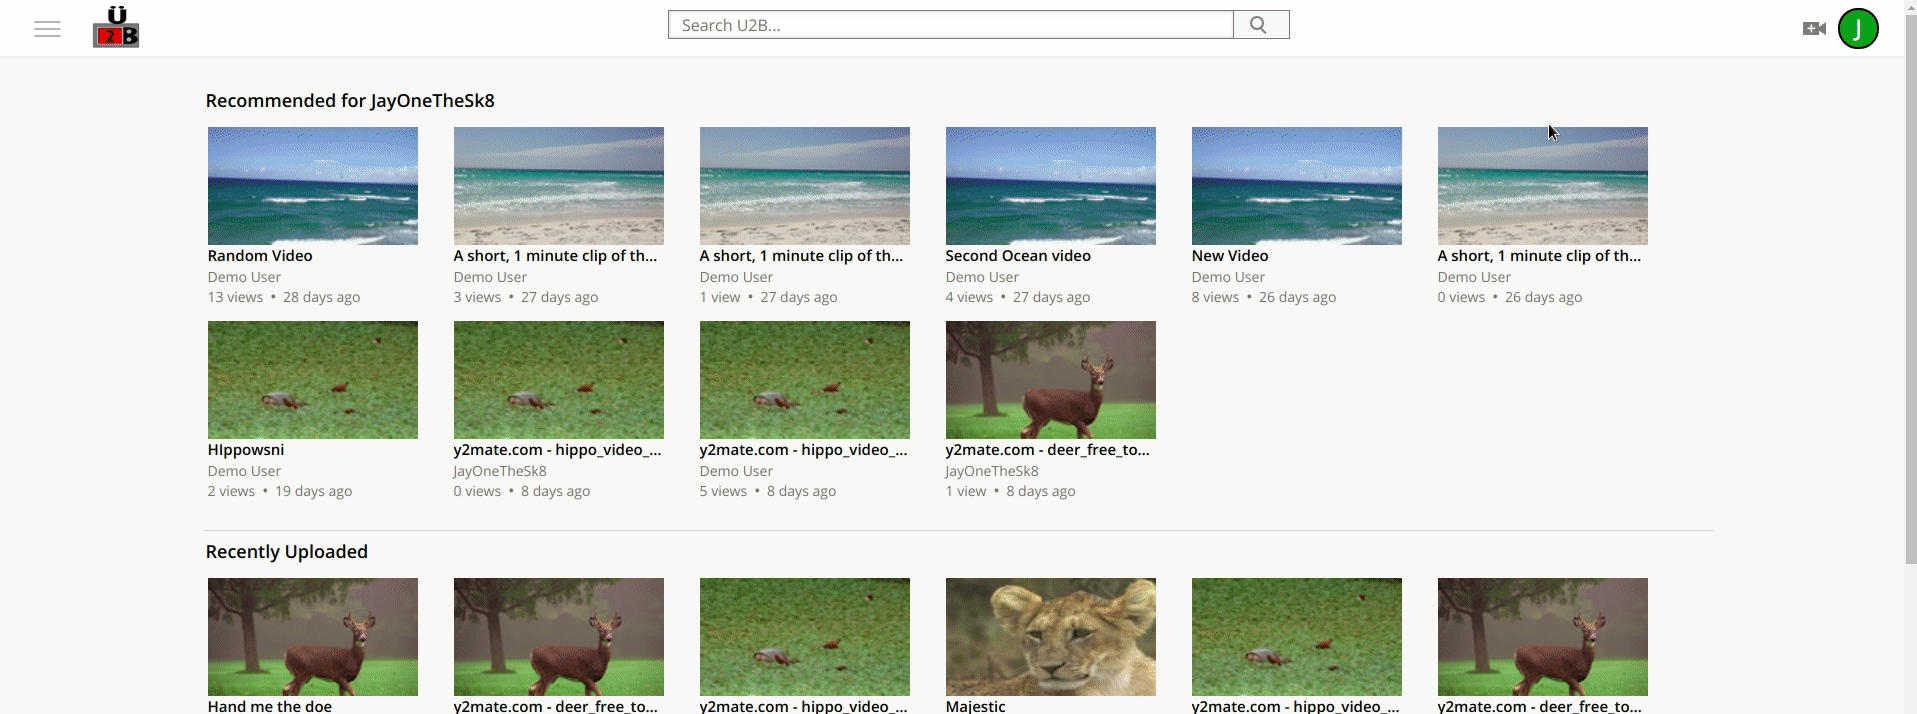 Ü
2 B
Search U2B...
J
Recommended for JayOneTheSk8
Random Video
Demo User
13 views • 28 days ago
A short, 1 minute clip of th...
Demo User
3 views • 27 days ago
A short, 1 minute clip of th...
Demo User
1 view • 27 days ago
Second Ocean video
Demo User
4 views • 27 days ago
New Video
Demo User
8 views • 26 days ago
A short, 1 minute clip of th...
Demo User
0 views • 26 days ago
HIppowsni
Demo User
2 views • 19 days ago
y2mate.com - hippo_video_...
JayOneTheSk8
0 views • 8 days ago
y2mate.com - hippo_video_...
Demo User
5 views • 8 days ago
y2mate.com - deer_free_to...
JayOneTheSk8
1 view • 8 days ago
Recently Uploaded
Hand me the doe
y2mate.com - deer_free_to...
y2mate.com - hippo_video_...
Majestic
y2mate.com - hippo_video_...
y2mate.com - deer_free_to...